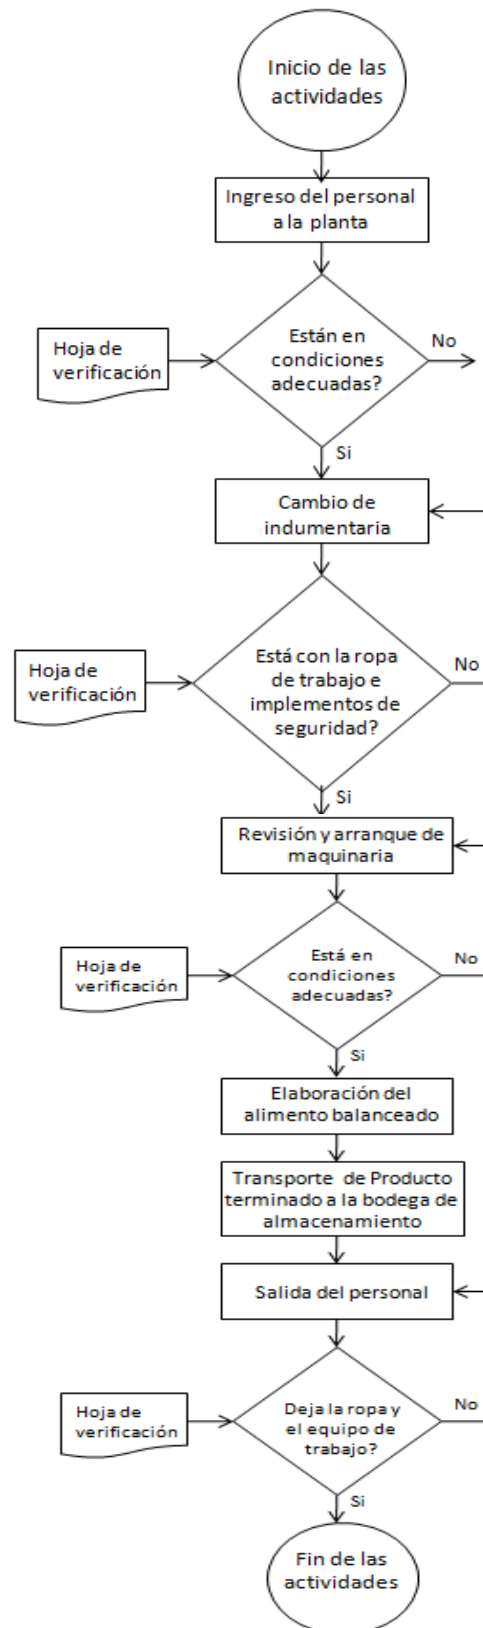 Inicio de las
actividades
Ingreso del personal
a la planta
Están en
condiciones
adecuadas?
No
Hoja de
verificación
Si
Cambio de
indumentaria
Está con la ropa
de trabajo e
implementos de
seguridad?
No
Hoja de
verificación
Si
Revisión y arranque de
maquinaria
Está en
condiciones
adecuadas?
No
Hoja de
verificación
Si
Elaboración del
alimento balanceado
Transporte de Producto
terminado a la bodega de
almacenamiento
Salida del personal
Deja la ropa y
el equipo de
trabajo?
No
Hoja de
verificación
Si
Fin de las
actividades